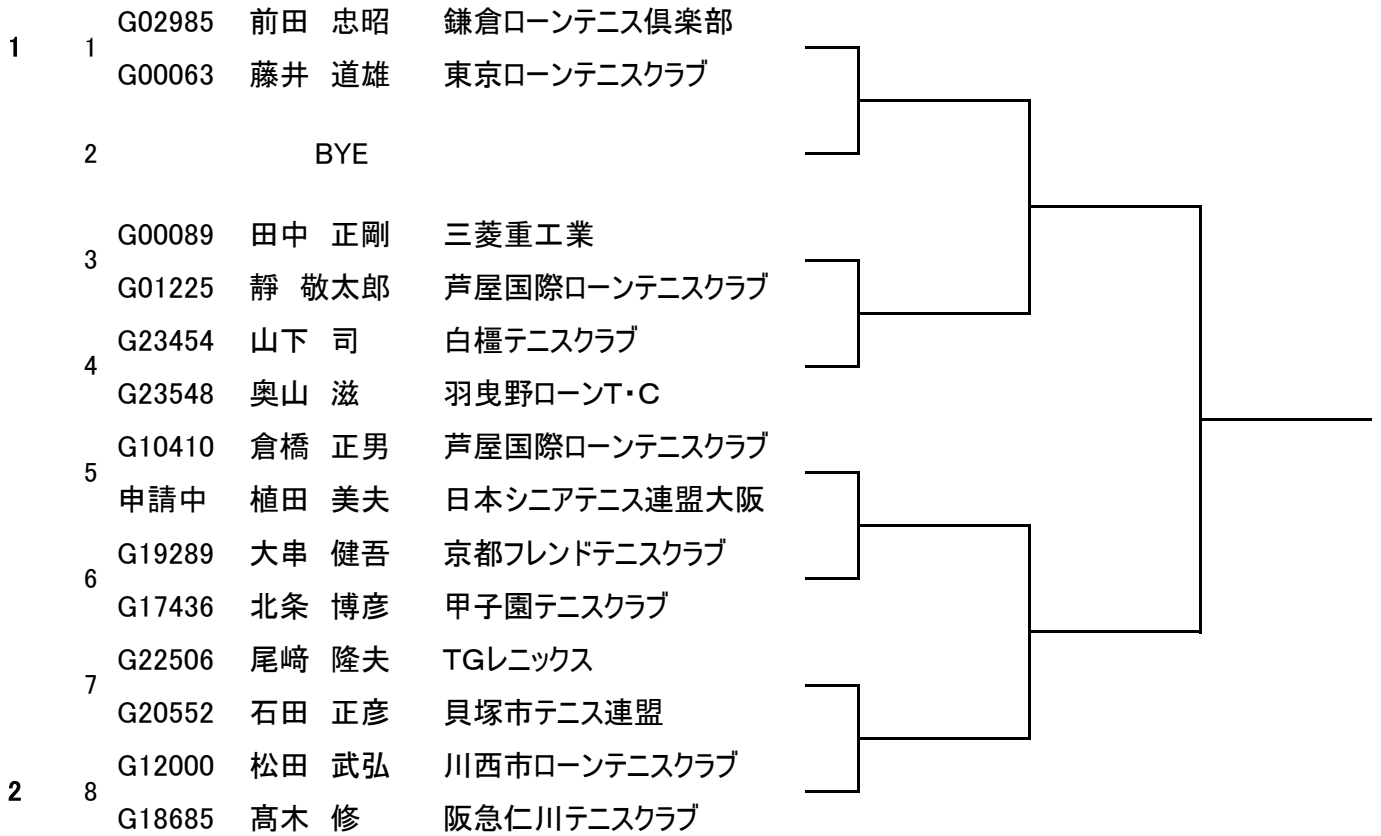 G02985 前田 忠昭 鎌倉ローンテニス倶楽部
1 1
G00063 藤井 道雄 東京ローンテニスクラブ
2 BYE
G00089 田中 正剛 三菱重工業
3
G01225 靜 敬太郎 芦屋国際ローンテニスクラブ
G23454 山下 司 白橿テニスクラブ
4
G23548 奥山 滋 羽曳野ローンT・C
G10410 倉橋 正男 芦屋国際ローンテニスクラブ
5
申請中 植田 美夫 日本シニアテニス連盟大阪
G19289 大串 健吾 京都フレンドテニスクラブ
6
G17436 北条 博彦 甲子園テニスクラブ
G22506 尾﨑 隆夫 TGレニックス
7
G20552 石田 正彦 貝塚市テニス連盟
G12000 松田 武弘 川西市ローンテニスクラブ
2 8
G18685 髙木 修 阪急仁川テニスクラブ